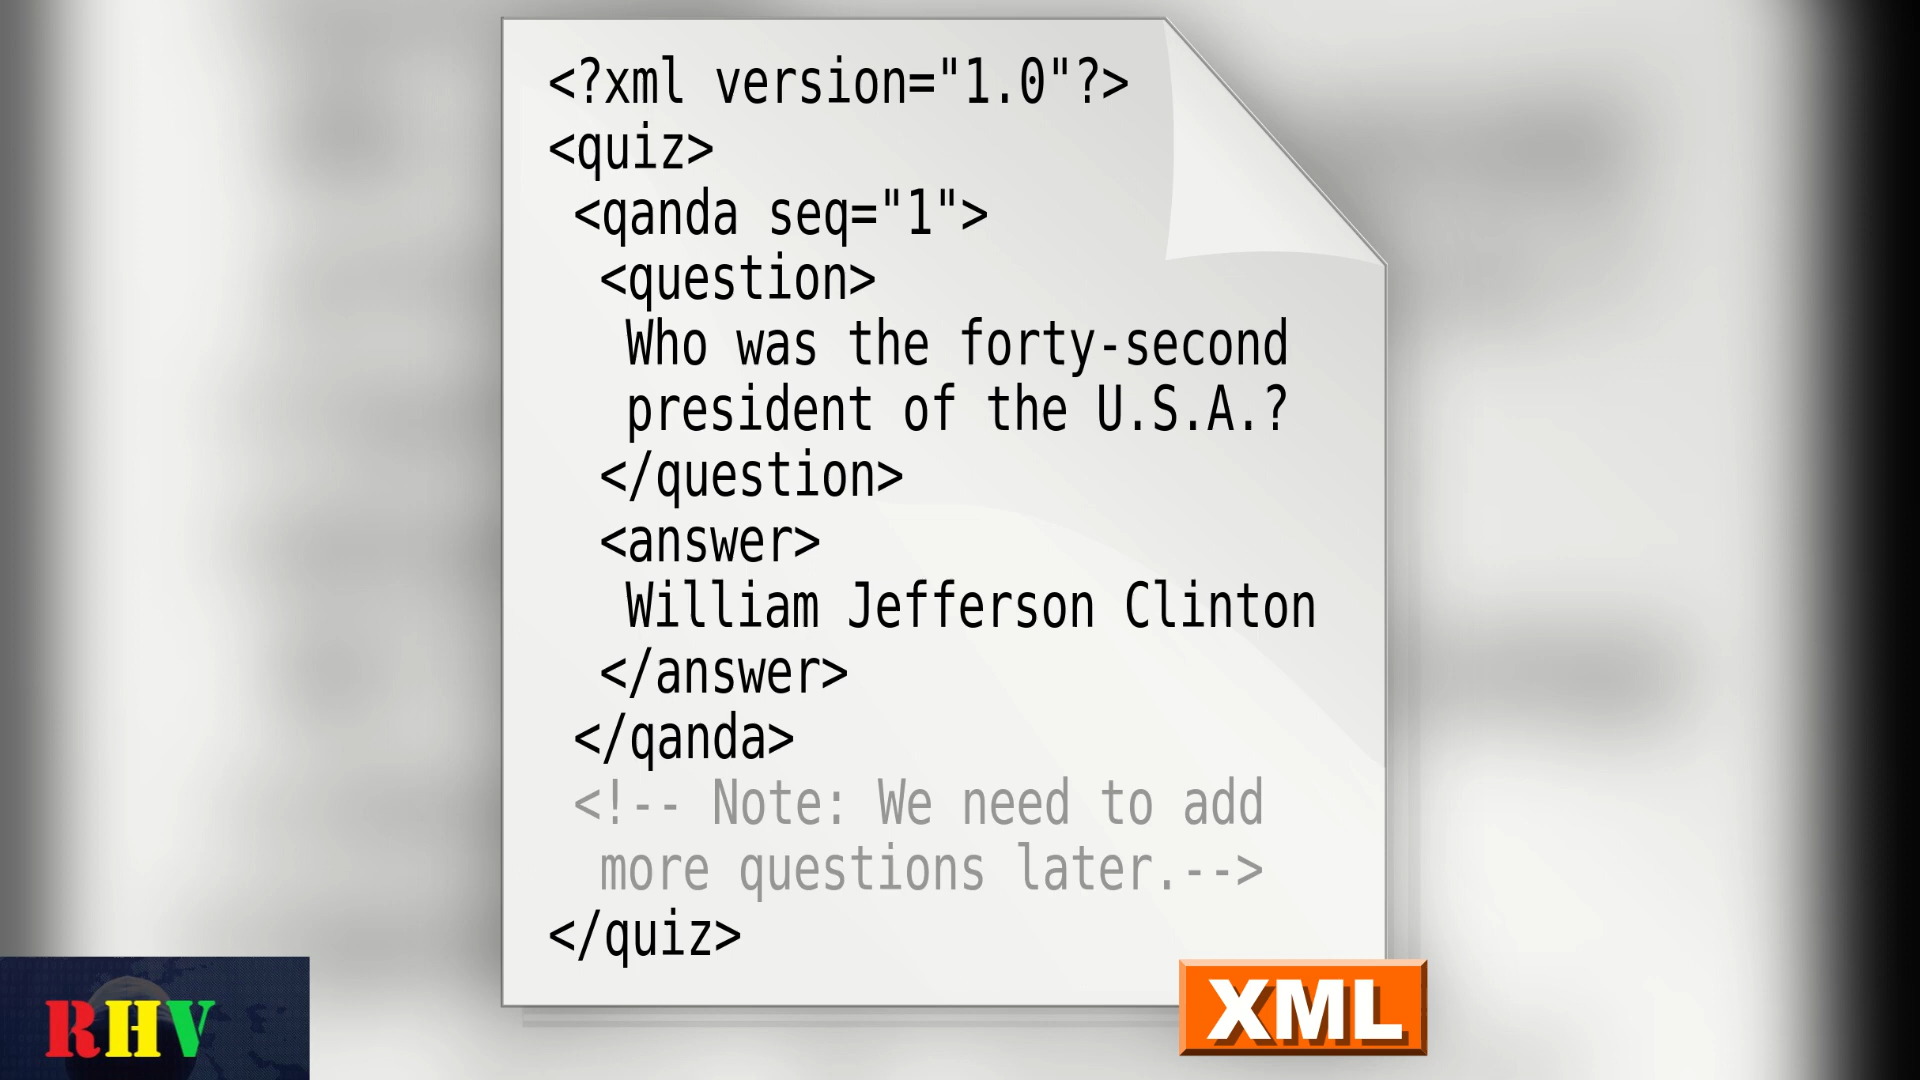 <?xml version="1.0"?>
<quiz>
<qanda seq="1">
<question>
Who was the forty-second
president of the U.S.A.?
</question>
<answer>
William Jefferson Clinton
</answer>
</qanda>
<!-- Note: We need to add
more questions later.-->
</quiz>
XML
RHV